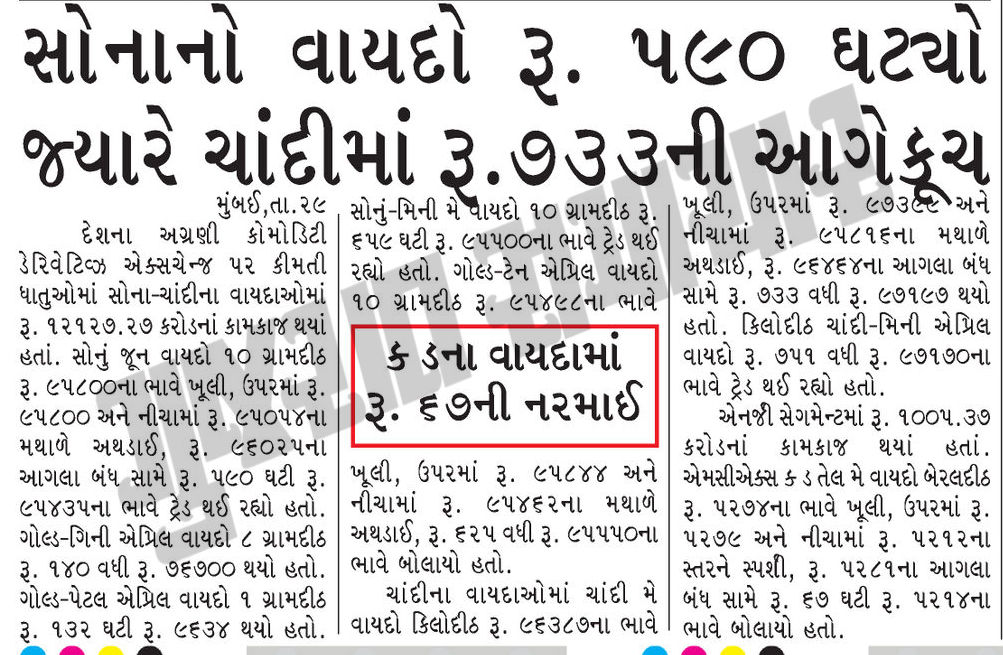 સોનાનો વાયદો રૂ. ૫૯૦ ઘટ્યો
જ્યારે ચાંદીમાં રૂ.૭૩૩ની આગેકૂચ
મુંબઈ,તા.૨૯
દેશના અગ્રણી કોમોડિટી
ડેરિવેટિવ્ઝ એક્સચેન્જ પર કીમતી
ધાતુઓમાં સોના-ચાંદીના વાયદાઓમાં
રૂ. ૧૨૧૨૭.૨૭ કરોડનાં કામકાજ થયાં
હતાં. સોનું જૂન વાયદો ૧૦ ગ્રામદીઠ
રૂ. ૯૫૮૦૦ના ભાવે ખૂલી, ઉપરમાં રૂ.
૯૫૮૦૦ અને નીચામાં રૂ. ૯૫૦૫૪ના
મથાળે અથડાઈ, રૂ. ૯૬૦૨૫ના
આગલા બંધ સામે રૂ. ૫૯૦ ઘટી રૂ.
૯૫૪૩૫ના ભાવે ટ્રેડ થઈ રહ્યો હતો.
ગોલ્ડ-ગિની એપ્રિલ વાયદો ૮ ગ્રામદીઠ
રૂ. ૧૪૦ વધી રૂ. ૭૬૭૦૦ થયો હતો.
ગોલ્ડ-પેટલ એપ્રિલ વાયદો ૧ ગ્રામદીઠ
રૂ. ૧૩૨ ઘટી રૂ. ૯૬૩૪ થયો હતો.
સોનું-મિની મે વાયદો ૧૦ ગ્રામદીઠ રૂ.
૬૫૯ ઘટી રૂ. ૯૫૫૦૦ના ભાવે ટ્રેડ થઈ
રહ્યો હતો. ગોલ્ડ-ટેન એપ્રિલ વાયદો
૧૦ ગ્રામદીઠ રૂ. ૯૫૪૯૮ના ભાવે
ક ડના વાયદામાં
રૂ. ૬૭ની નરમાઈ
ખૂલી, ઉપરમાં રૂ. ૯૫૮૪૪ અને
નીચામાં રૂ. ૯૫૪૬૨ના મથાળે
અથડાઈ, રૂ. ૬૨૫ વધી રૂ. ૯૫૫૫૦ના
ભાવે બોલાયો હતો.
ચાંદીના વાયદાઓમાં ચાંદી મે
વાયદો કિલોદીઠ રૂ. ૯૬૩૮૭ના ભાવે
ખૂલી, ઉપરમાં રૂ. ૯૭૩૯૯ અને
નીચામાં રૂ. ૯૫૮૧૬ના મથાળે
અથડાઈ, રૂ. ૯૬૪૬૪ના આગલા બંધ
સામે રૂ. ૭૩૩ વધી રૂ. ૯૭૧૯૭ થયો
હતો. કિલોદીઠ ચાંદી-મિની એપ્રિલ
વાયદો રૂ. ૭૫૧ વધી રૂ. ૯૭૧૭૦ના
ભાવે ટ્રેડ થઈ રહ્યો હતો.
એનર્જી સેગમેન્ટમાં રૂ. ૧૦૦૫.૩૭
કરોડનાં કામકાજ થયાં હતાં.
એમસીએક્સ ક ડ તેલ મે વાયદો બેરલદીઠ
રૂ. ૫૨૭૪ના ભાવે ખૂલી, ઉપરમાં રૂ.
૫૨૭૯ અને નીચામાં રૂ. ૫૨૧૨ના
સ્તરને સ્પર્શી, રૂ. ૫૨૮૧ના આગલા
બંધ સામે રૂ. ૬૭ ઘટી રૂ. ૫૨૧૪ના
ભાવે બોલાયો હતો.